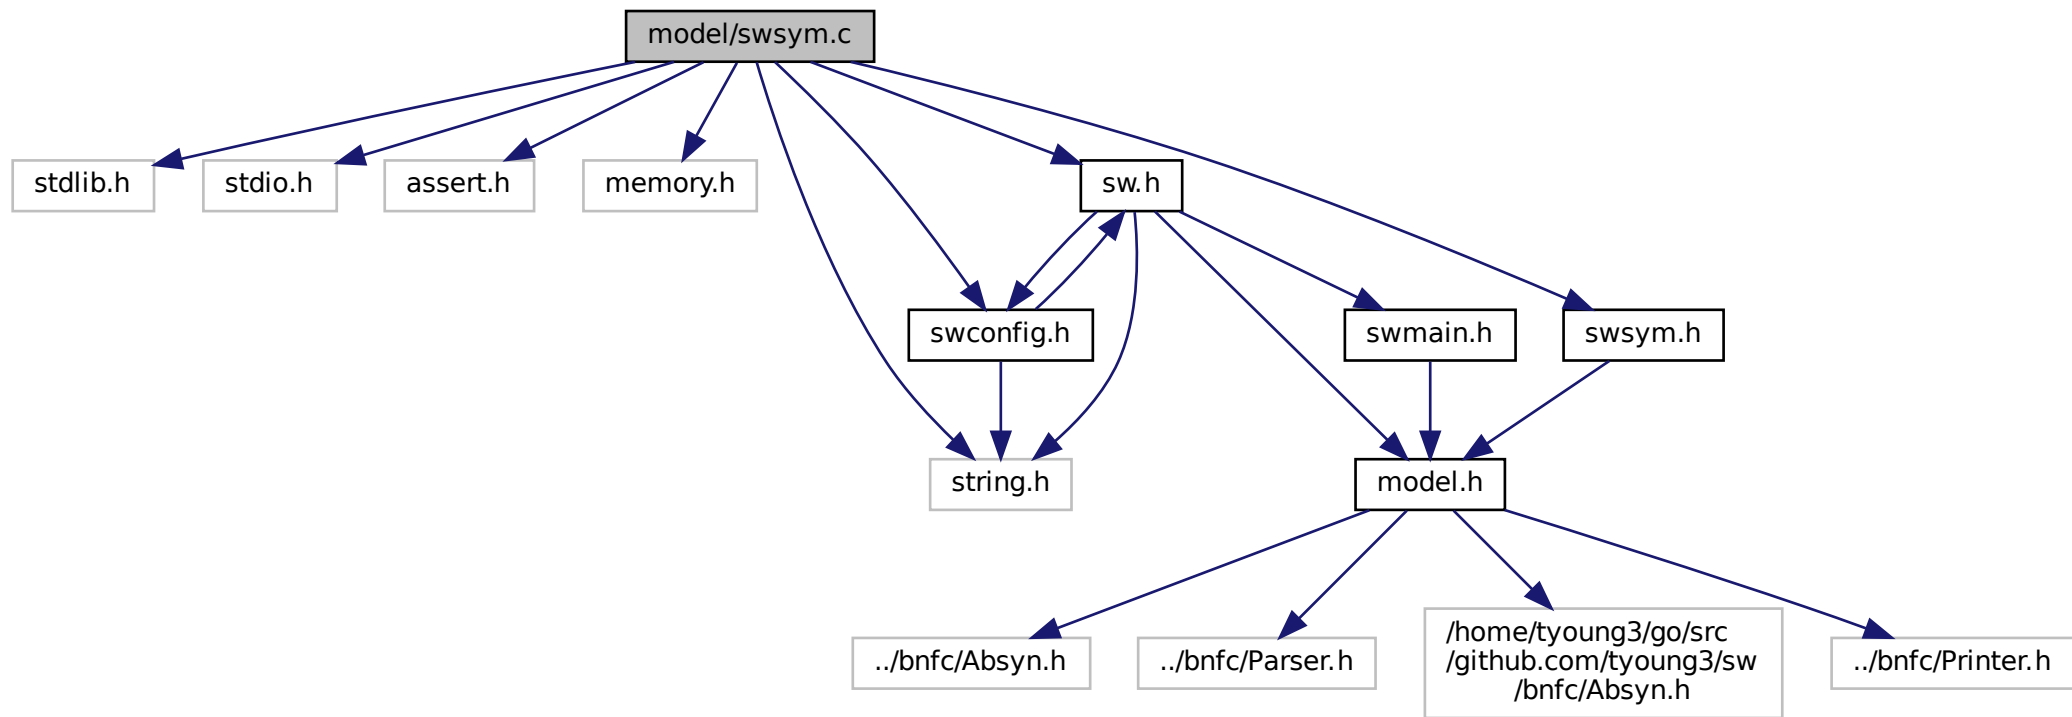 model/swsym.c
stdlib.h
stdio.h
assert.h
memory.h
sw.h
swconfig.h
swmain.h
swsym.h
string.h
model.h
../bnfc/Absyn.h
../bnfc/Parser.h
/home/tyoung3/go/src
/github.com/tyoung3/sw
/bnfc/Absyn.h
../bnfc/Printer.h